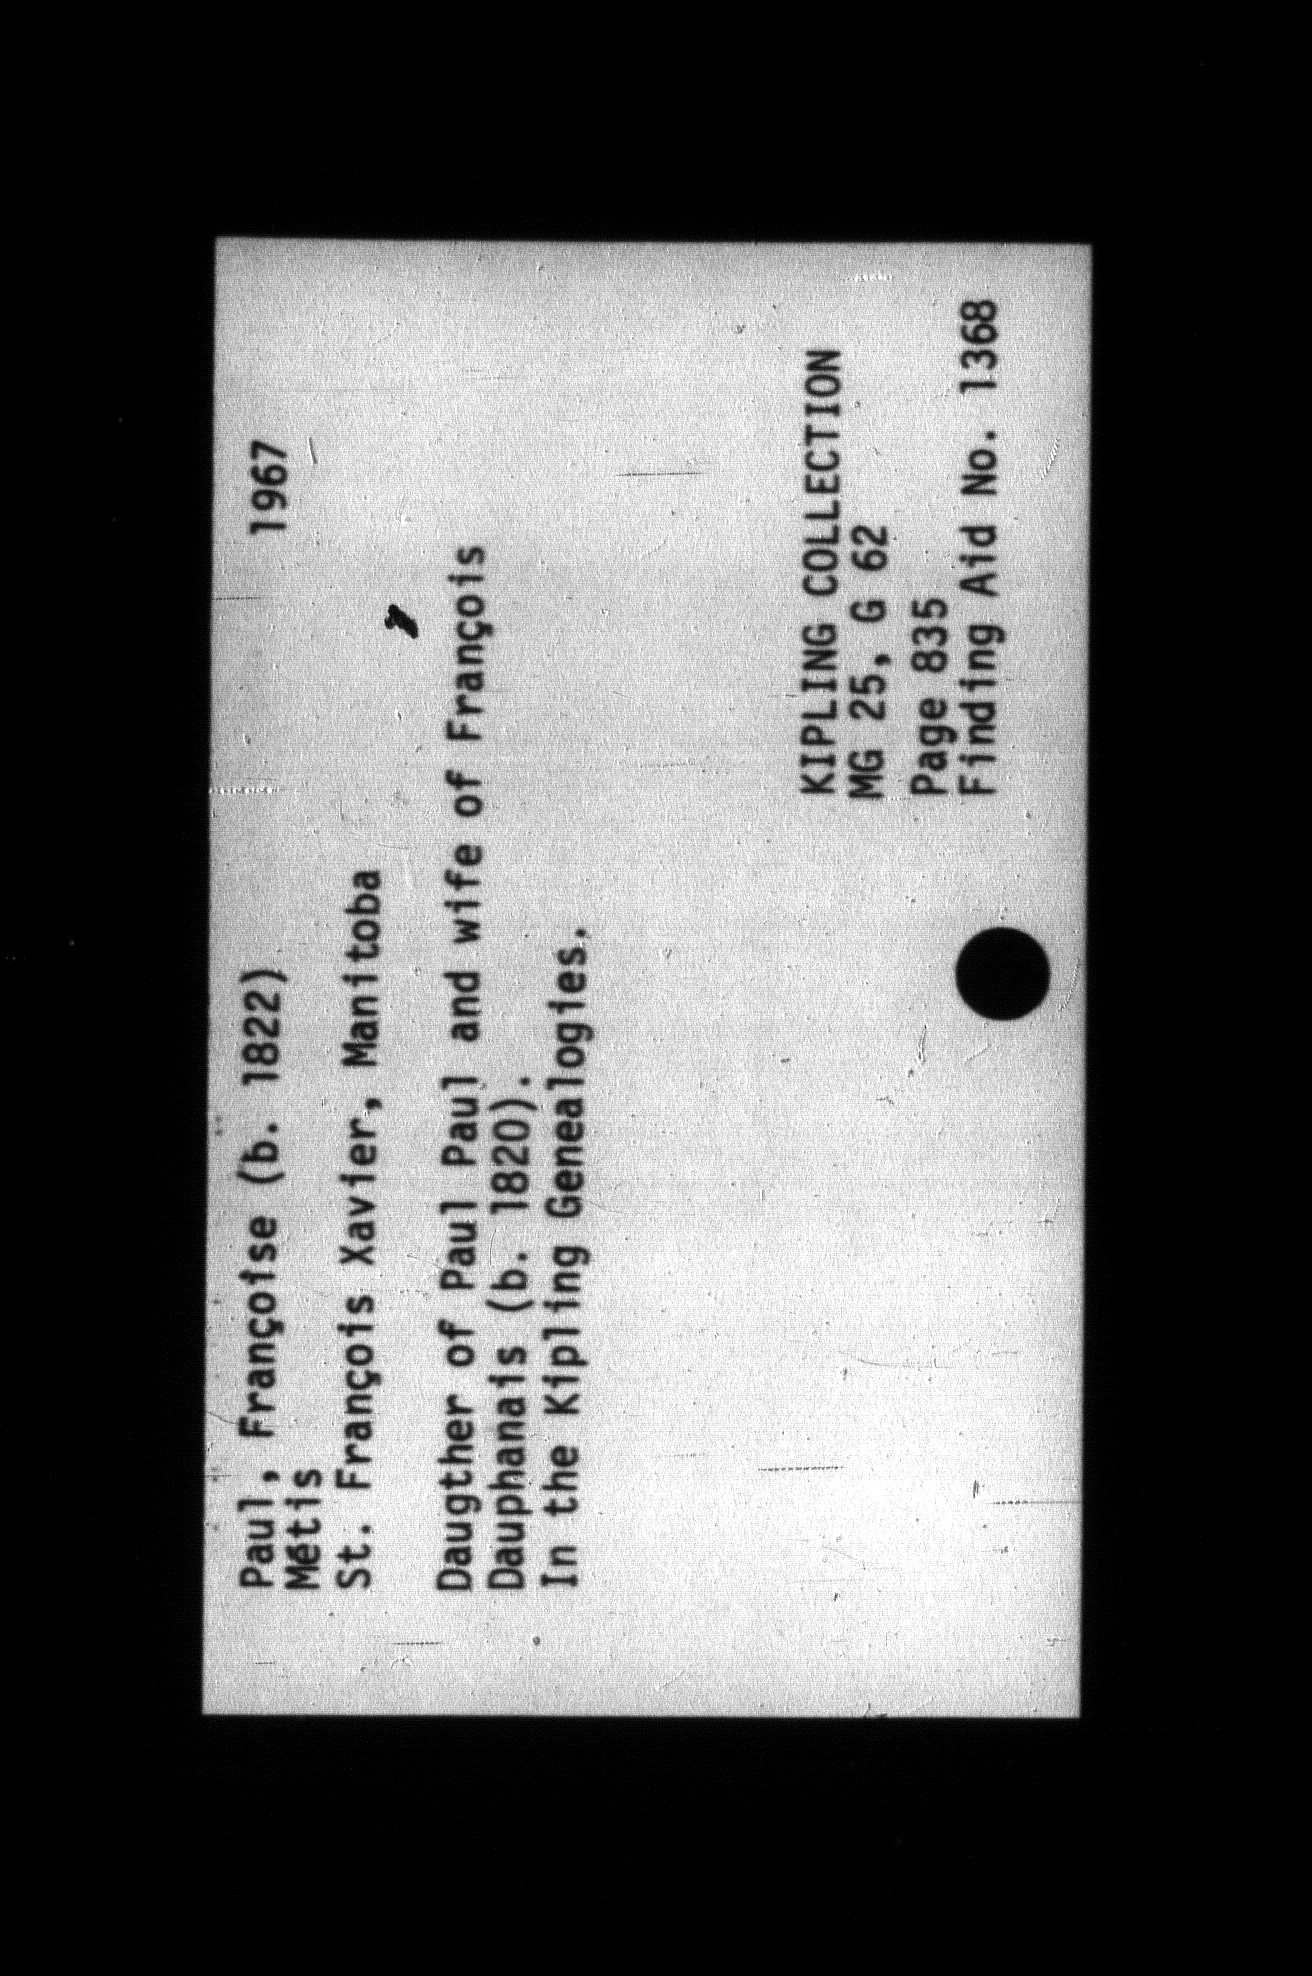 Paul, Françoise (b. 1822) 1967
Métis
St. François Xavier, Manitoba
Daugther of Paul Paul and wife of François
Dauphanais (b. 1820).
In the Kipling Genealogies.
KIPLING COLLECTION
MG 25, G 62
Page 835
Finding Aid No. 1368